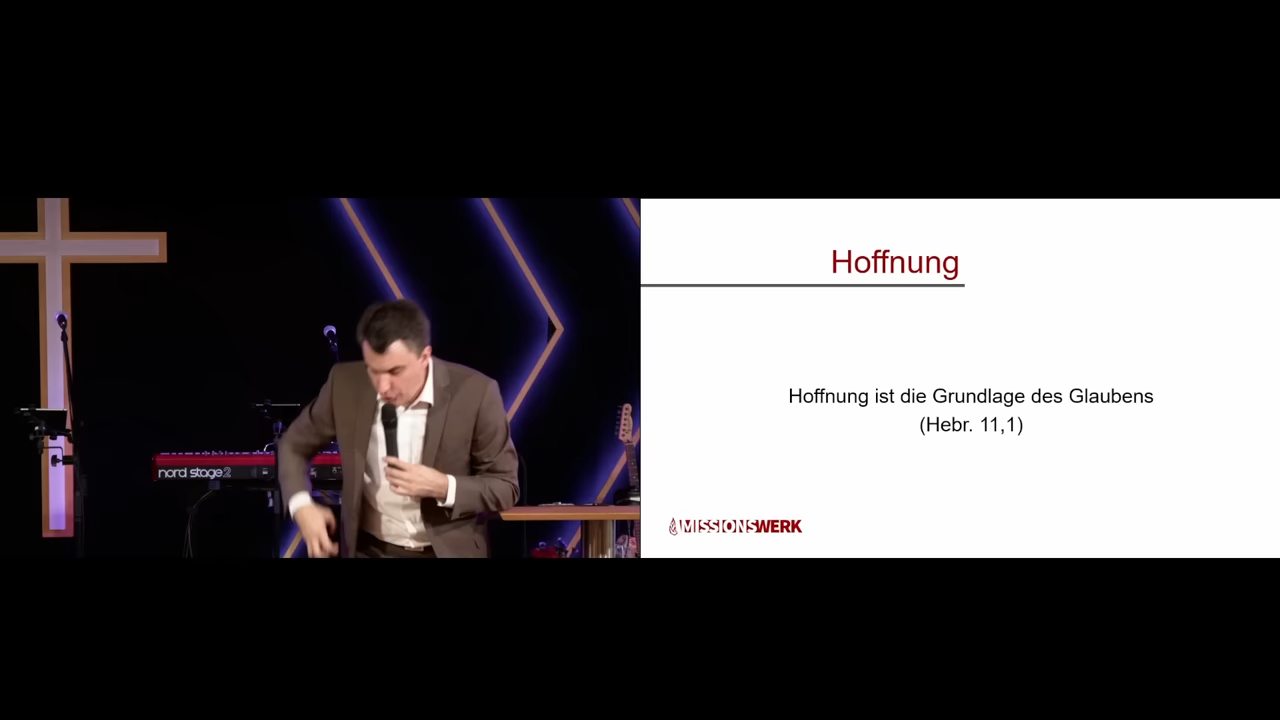 nord stage 2
Hoffnung
Hoffnung ist die Grundlage des Glaubens
(Hebr. 11,1)
MISSIONSWERK